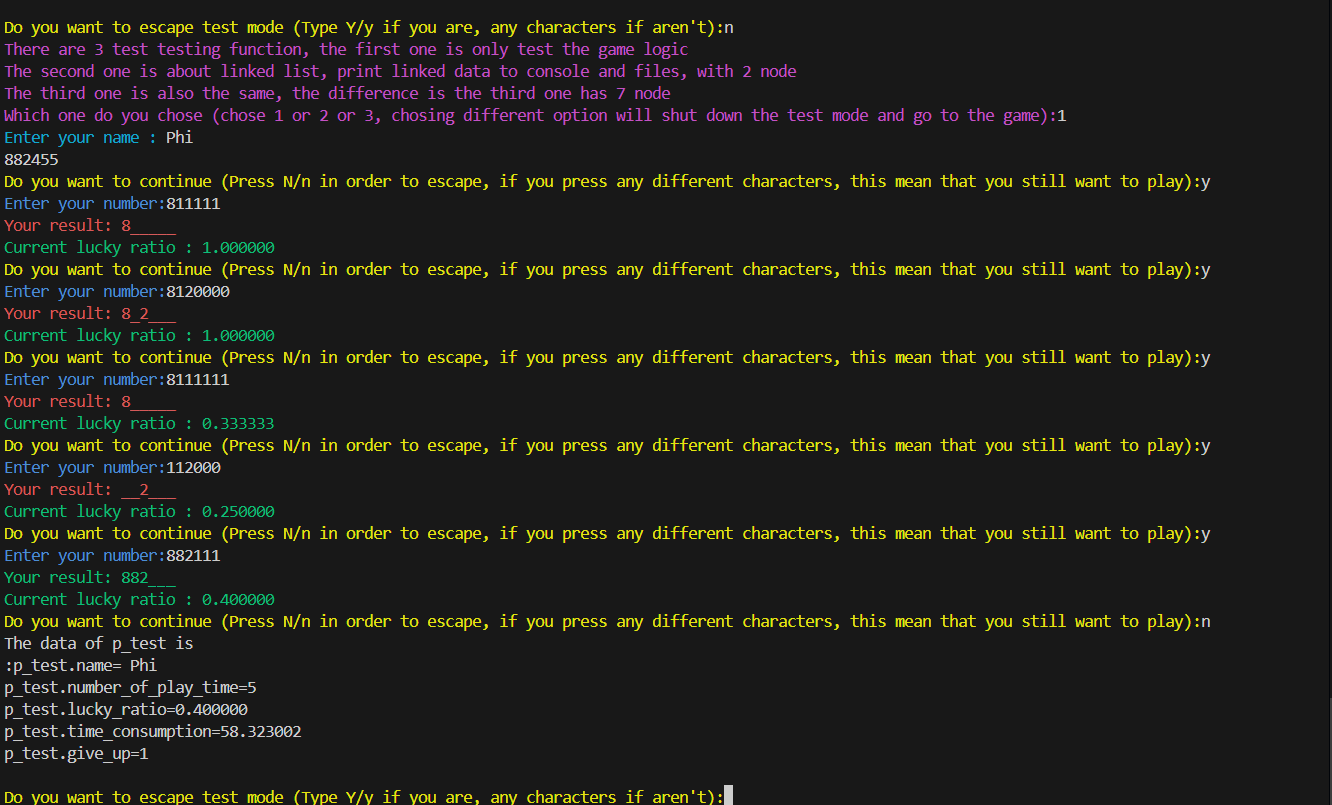 Do you want to escape test mode (Type Y/y if you are, any characters if aren't):n
There are 3 test testing function, the first one is only test the game logic
The second one is about linked list, print linked data to console and files, with 2 node
The third one is also the same, the difference is the third one has 7 node
Which one do you chose (chose 1 or 2 or 3, chosing different option will shut down the test mode and go to the game):1
Enter your name : Phi
882455
Do you want to continue (Press N/n in order to escape, if you press any different characters, this mean that you still want to play):y
Enter your number:811111
Your result: 8_____
Current lucky ratio : 1.000000
Do you want to continue (Press N/n in order to escape, if you press any different characters, this mean that you still want to play):y
Enter your number:8120000
Your result: 8_2___
Current lucky ratio : 1.000000
Do you want to continue (Press N/n in order to escape, if you press any different characters, this mean that you still want to play):y
Enter your number:8111111
Your result: 8_____
Current lucky ratio : 0.333333
Do you want to continue (Press N/n in order to escape, if you press any different characters, this mean that you still want to play):y
Enter your number:112000
Your result: __2___
Current lucky ratio : 0.250000
Do you want to continue (Press N/n in order to escape, if you press any different characters, this mean that you still want to play):y
Enter your number:882111
Your result: 882___
Current lucky ratio : 0.400000
Do you want to continue (Press N/n in order to escape, if you press any different characters, this mean that you still want to play):n
The data of p_test is
:p_test.name= Phi
p_test.number_of_play_time=5
p_test.lucky_ratio=0.400000
p_test.time_consumption=58.323002
p_test.give_up=1
Do you want to escape test mode (Type Y/y if you are, any characters if aren't):